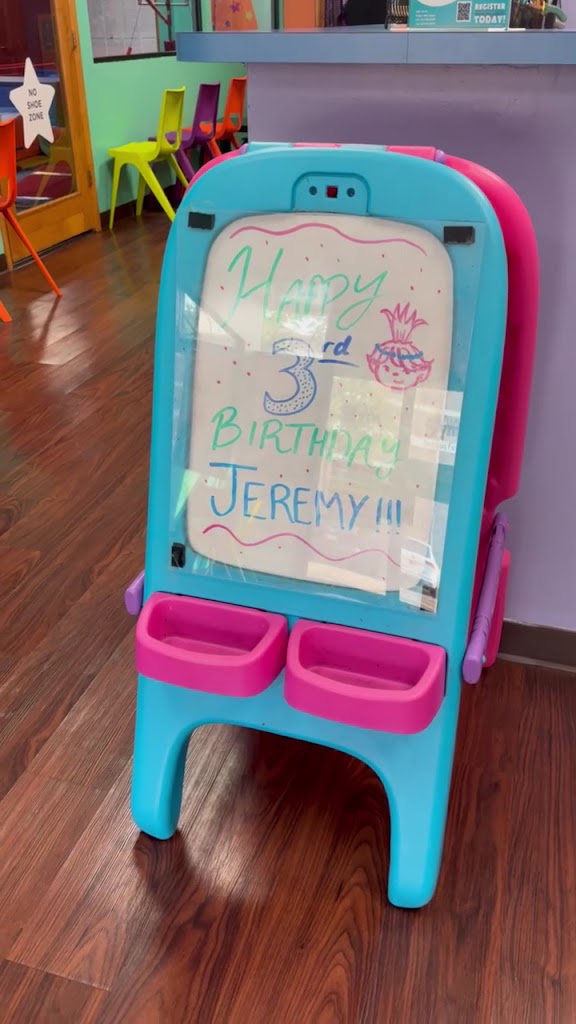 REGISTER
TODAY!
NO
SHOE
ZONE
HAPPY
3rd
BIRTHDAY
JEREMY!!!